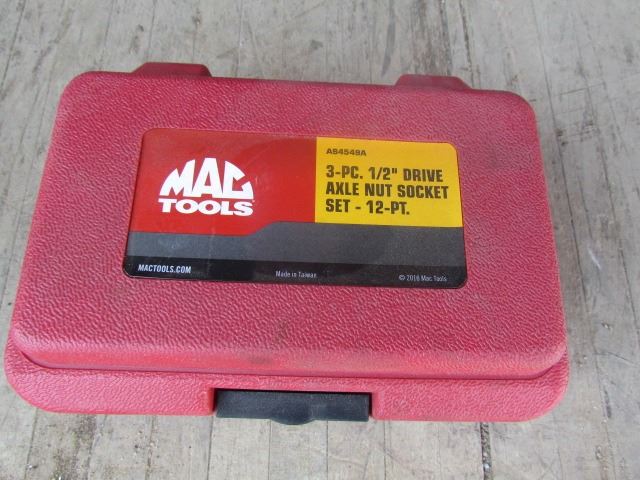 AS4549A
3-PC. 1/2" DRIVE
AXLE NUT SOCKET
SET - 12-PT.
MAC
TOOLS
MACTOOLS.COM
Made in Taiwan
© 2016 Mac Tools